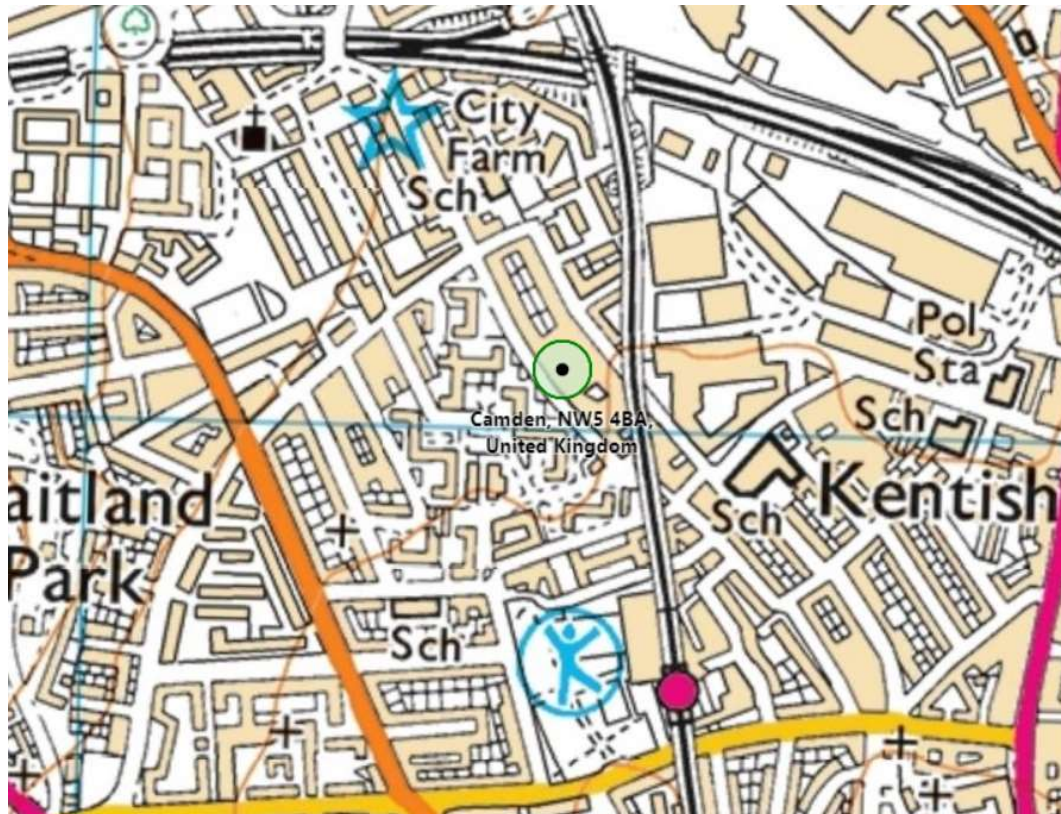 City
Farm
Sch
Pol
Sta
Camden, NW5 4BA,
United Kingdom
Sch
aitland
Park
Kentish
Sch
Sch